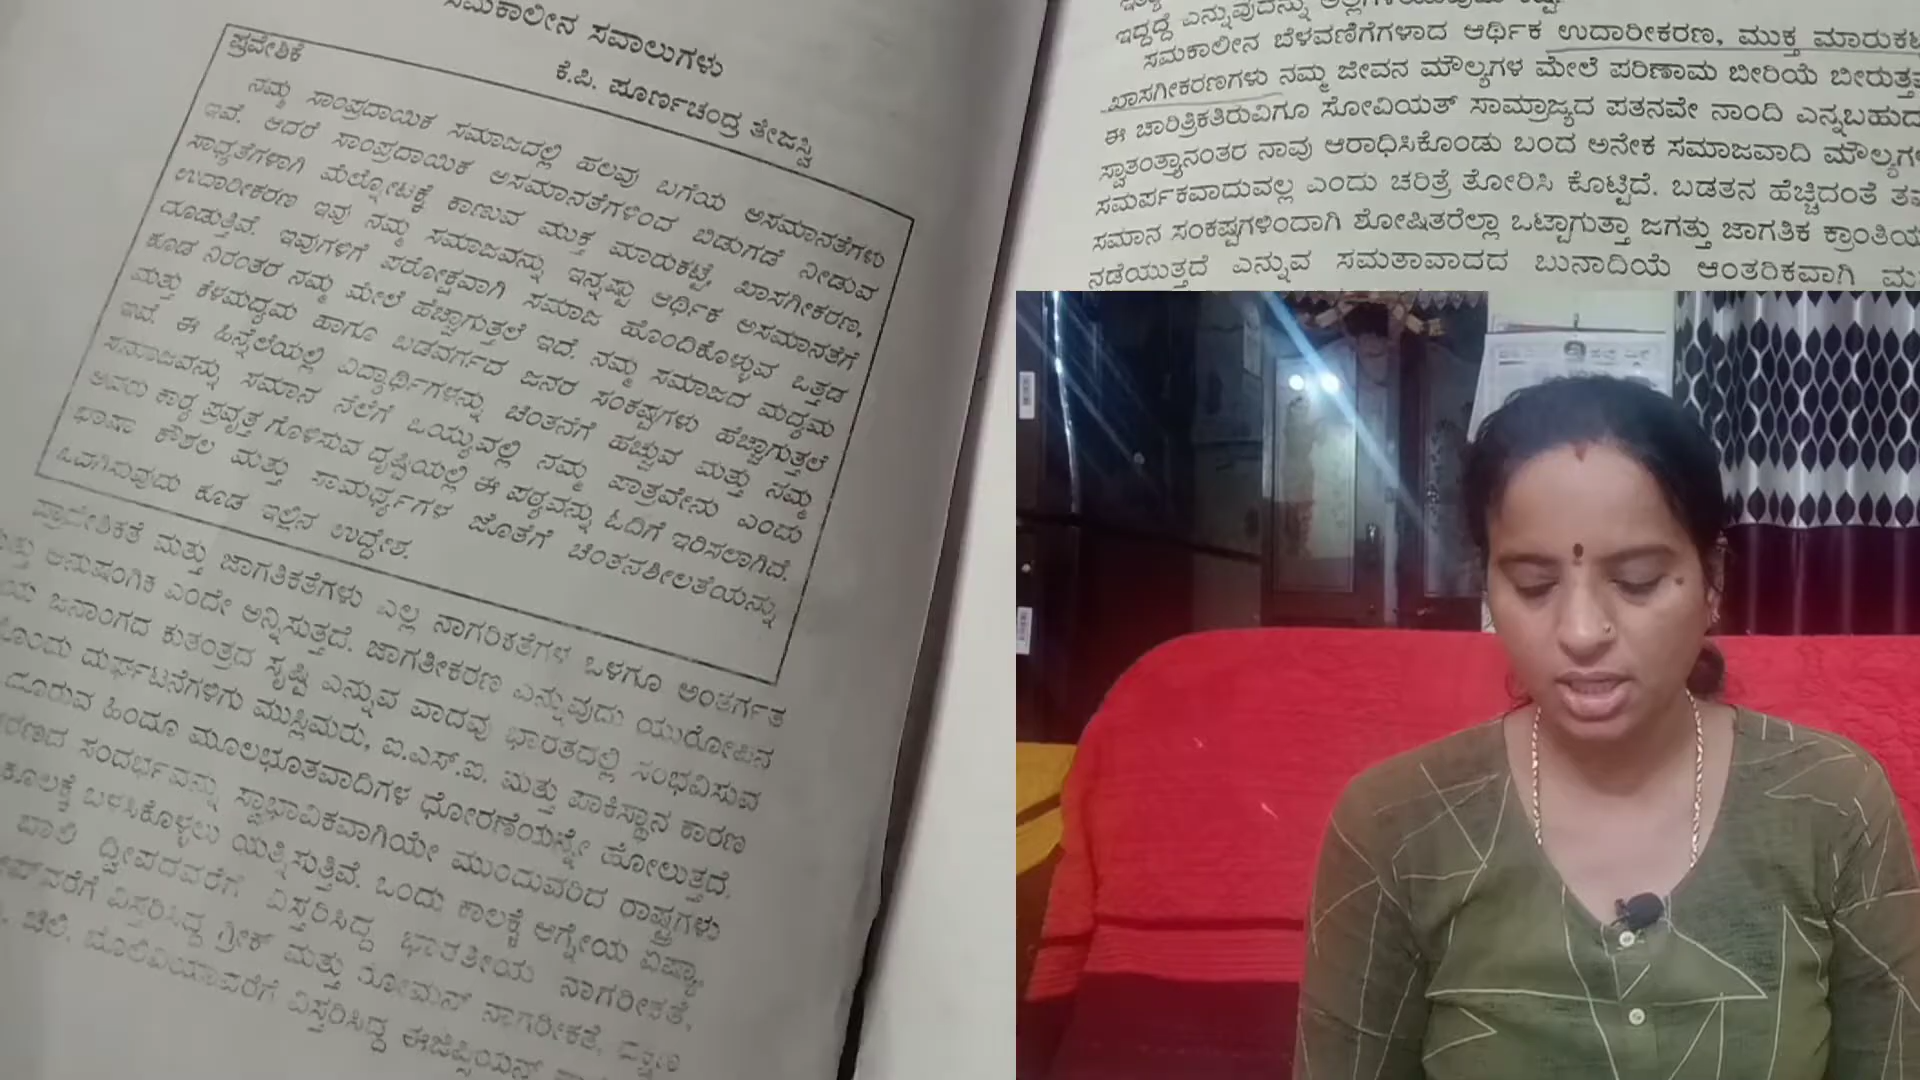 ಸಮಕಾಲೀನ ಸವಾಲುಗಳು
ಕೆ.ಪಿ. ಪೂರ್ಣಚಂದ್ರ ತೇಜಸ್ವಿ
ಪ್ರವೇಶಿಕೆ
ನಮ್ಮ ಸಾಂಪ್ರದಾಯಿಕ ಸಮಾಜದಲ್ಲಿ ಹಲವು ಬಗೆಯ ಅಸಮಾನತೆಗಳು
ಇವೆ. ಆದರೆ ಸಾಂಪ್ರದಾಯಿಕ ಅಸಮಾನತೆಗಳಿಂದ ಬಿಡುಗಡೆ ನೀಡುವ
ಸಾಧ್ಯತೆಗಳಾಗಿ ಮೇಲ್ನೋಟಕ್ಕೆ ಕಾಣುವ ಮುಕ್ತ ಮಾರುಕಟ್ಟೆ, ಖಾಸಗೀಕರಣ,
ಉದಾರೀಕರಣ ಇವು ನಮ್ಮ ಸಮಾಜವನ್ನು ಇನ್ನಷ್ಟು ಆರ್ಥಿಕ ಅಸಮಾನತೆಗೆ
ದೂಡುತ್ತಿವೆ. ಇವುಗಳಿಗೆ ಪರೋಕ್ಷವಾಗಿ ಸಮಾಜ ಹೊಂದಿಕೊಳ್ಳುವ ಒತ್ತಡ
ಕೂಡ ನಿರಂತರ ನಮ್ಮ ಮೇಲೆ ಹೆಚ್ಚಾಗುತ್ತಲೆ ಇದೆ. ನಮ್ಮ ಸಮಾಜದ ಮಧ್ಯಮ
ಮತ್ತು ಕೆಳಮಧ್ಯಮ ಹಾಗೂ ಬಡವರ್ಗದ ಜನರ ಸಂಕಷ್ಟಗಳು ಹೆಚ್ಚಾಗುತ್ತಲೆ
ಇವೆ. ಈ ಹಿನ್ನೆಲೆಯಲ್ಲಿ ವಿದ್ಯಾರ್ಥಿಗಳನ್ನು ಚಿಂತನೆಗೆ ಹಚ್ಚುವ ಮತ್ತು ನಮ್ಮ
ಸಮಾಜವನ್ನು ಸಮಾನ ನೆಲೆಗೆ ಒಯ್ಯುವಲ್ಲಿ ನಮ್ಮ ಪಾತ್ರವೇನು ಎಂದು
ಅವರು ಕಾರ್ಯ ಪ್ರವೃತ್ತ ಗೊಳಿಸುವ ದೃಷ್ಟಿಯಲ್ಲಿ ಈ ಪಠ್ಯವನ್ನು ಓದಿಗೆ ಇರಿಸಲಾಗಿದೆ.
ಭಾಷಾ ಕೌಶಲ ಮತ್ತು ಸಾಮರ್ಥ್ಯಗಳ ಜೊತೆಗೆ ಚಿಂತನಶೀಲತೆಯನ್ನು
ಒದಗಿಸುವುದು ಕೂಡ ಇಲ್ಲಿನ ಉದ್ದೇಶ.
ಪ್ರಾದೇಶಿಕತೆ ಮತ್ತು ಜಾಗತಿಕತೆಗಳು ಎಲ್ಲ ನಾಗರಿಕತೆಗಳ ಒಳಗೂ ಅಂತರ್ಗತ
ಅನುಷಂಗಿಕ ಎಂದೇ ಅನ್ನಿಸುತ್ತದೆ. ಜಾಗತೀಕರಣ ಎನ್ನುವುದು ಯುರೋಪಿನ
ಜನಾಂಗದ ಕುತಂತ್ರದ ಸೃಷ್ಟಿ ಎನ್ನುವ ವಾದವು ಭಾರತದಲ್ಲಿ ಸಂಭವಿಸುವ
ದುರ್ಘಟನೆಗಳಿಗು ಮುಸ್ಲಿಮರು, ಐ.ಎಸ್.ಐ. ಮತ್ತು ಪಾಕಿಸ್ತಾನ ಕಾರಣ
ದೂರುವ ಹಿಂದೂ ಮೂಲಭೂತವಾದಿಗಳ ಧೋರಣೆಯನ್ನೇ ಹೋಲುತ್ತದೆ.
ಸಂದರ್ಭವನ್ನು ಸ್ವಾಭಾವಿಕವಾಗಿಯೇ ಮುಂದುವರಿದ ರಾಷ್ಟ್ರಗಳು
ಬಳಸಿಕೊಳ್ಳಲು ಯತ್ನಿಸುತ್ತಿವೆ. ಒಂದು ಕಾಲಕ್ಕೆ ಆಗ್ನೇಯ ಏಷ್ಯಾ
ಬಾಲಿ ದ್ವೀಪದವರೆಗೆ ವಿಸ್ತರಿಸಿದ್ದ ಭಾರತೀಯ ನಾಗರೀಕತೆ,
ವಿಸ್ತರಿಸಿದ್ದ ಗ್ರೀಕ್ ಮತ್ತು ರೋಮನ್ ನಾಗರೀಕತೆ, ದಕ್ಷಿಣ
ಚಿಲಿ, ಬೊಲಿವಿಯಾವರೆಗೆ ವಿಸ್ತರಿಸಿದ್ದ ಈಜಿಪ್ಷಿಯನ್
ಇದ್ದದ್ದೆ ಎನ್ನುವುದನ್ನು
ಸಮಕಾಲೀನ ಬೆಳವಣಿಗೆಗಳಾದ ಆರ್ಥಿಕ ಉದಾರೀಕರಣ, ಮುಕ್ತ ಮಾರುಕಟ
ಖಾಸಗೀಕರಣಗಳು ನಮ್ಮ ಜೀವನ ಮೌಲ್ಯಗಳ ಮೇಲೆ ಪರಿಣಾಮ ಬೀರಿಯೆ ಬೀರುತ್ತ
ಈ ಚಾರಿತ್ರಿಕತಿರುವಿಗೂ ಸೋವಿಯತ್ ಸಾಮ್ರಾಜ್ಯದ ಪತನವೇ ನಾಂದಿ ಎನ್ನಬಹುದು
ಸ್ವಾತಂತ್ರ್ಯಾನಂತರ ನಾವು ಆರಾಧಿಸಿಕೊಂಡು ಬಂದ ಅನೇಕ ಸಮಾಜವಾದಿ ಮೌಲ್ಯಗ
ಸಮರ್ಪಕವಾದುವಲ್ಲ ಎಂದು ಚರಿತ್ರೆ ತೋರಿಸಿ ಕೊಟ್ಟಿದೆ. ಬಡತನ ಹೆಚ್ಚಿದಂತೆ ತ
ಸಮಾನ ಸಂಕಷ್ಟಗಳಿಂದಾಗಿ ಶೋಷಿತರೆಲ್ಲಾ ಒಟ್ಟಾಗುತ್ತಾ ಜಗತ್ತು ಜಾಗತಿಕ ಕ್ರಾಂತಿಯ
ನಡೆಯುತ್ತದೆ ಎನ್ನುವ ಸಮತಾವಾದದ ಬುನಾದಿಯೆ ಆಂತರಿಕವಾಗಿ